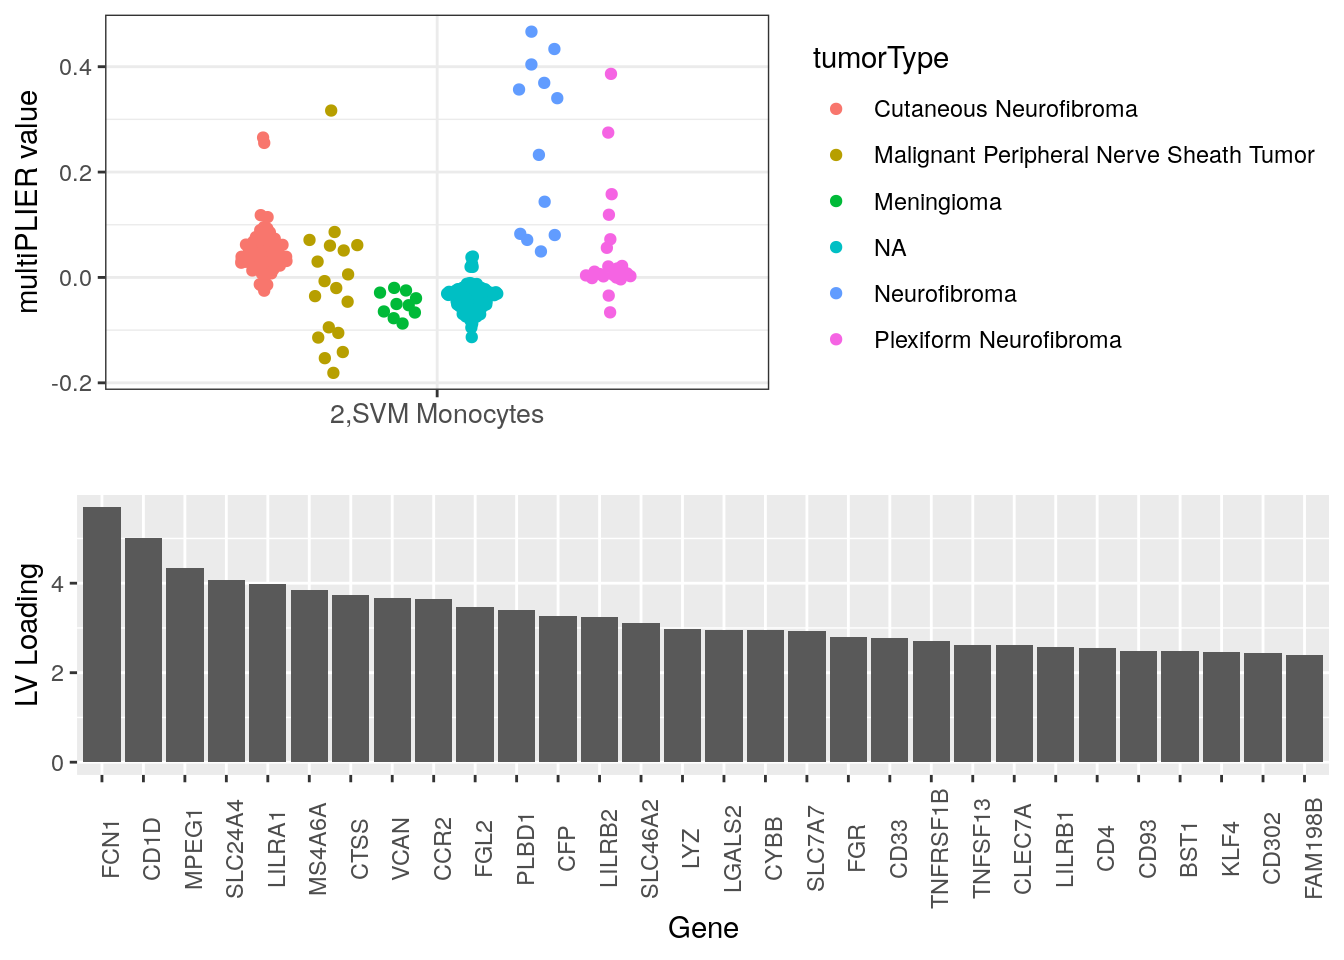 multiPLIER value
0.4
0.2
0.0
-0.2
2,SVM Monocytes
tumorType
Cutaneous Neurofibroma
Malignant Peripheral Nerve Sheath Tumor
Meningioma
NA
Neurofibroma
Plexiform Neurofibroma
LV Loading
4
2
0
FCN1
CD1D
MPEG1
SLC24A4
LILRA1
MS4A6A
CTSS
VCAN
CCR2
FGL2
PLBD1
CFP
LILRB2
SLC46A2
LYZ
LGALS2
CYBB
SLC7A7
FGR
CD33
TNFRSF1B
TNFSF13
CLEC7A
LILRB1
CD4
CD93
BST1
KLF4
CD302
FAM198B
Gene